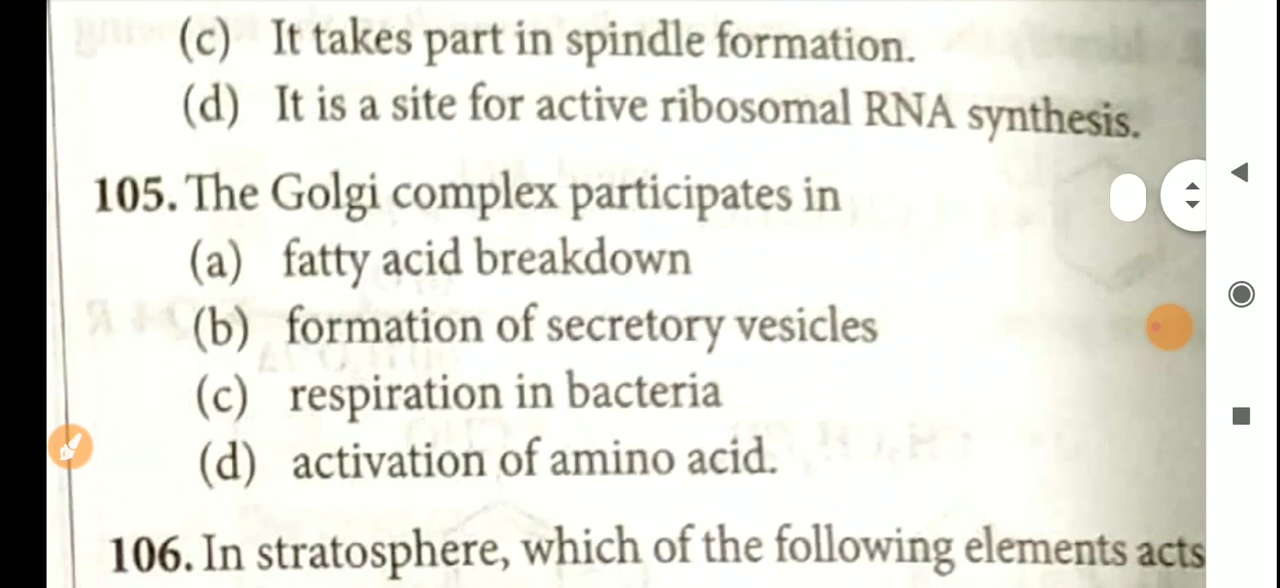 (c) It takes part in spindle formation.
(d) It is a site for active ribosomal RNA synthesis.
105. The Golgi complex participates in
(a) fatty acid breakdown
(b) formation of secretory vesicles
(c) respiration in bacteria
(d) activation of amino acid.
106. In stratosphere, which of the following elements acts